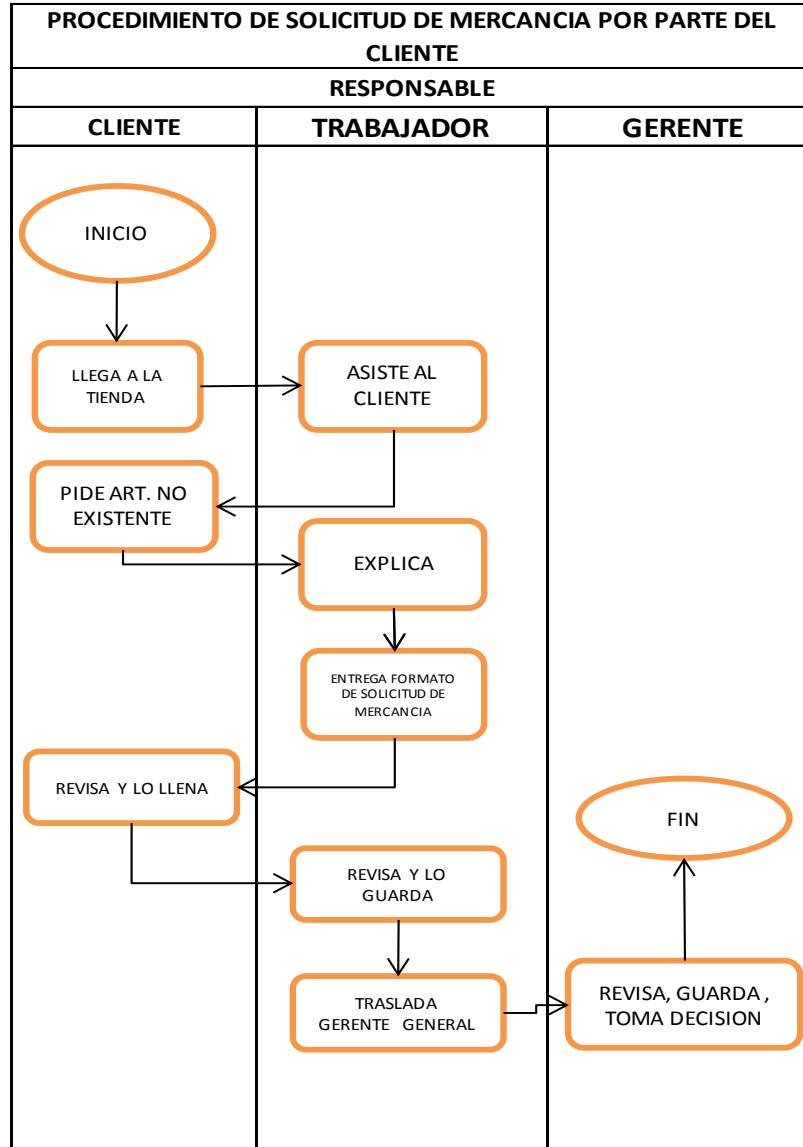 PROCEDIMIENTO DE SOLICITUD DE MERCANCIA POR PARTE DEL
CLIENTE
RESPONSABLE
CLIENTE
TRABAJADOR
GERENTE
INICIO
LLEGA A LA
TIENDA
ASISTE AL
CLIENTE
PIDE ART. NO
EXISTENTE
EXPLICA
ENTREGA FORMATO
DE SOLICITUD DE
MERCANCIA
REVISA Y LO LLENA
REVISA Y LO
GUARDA
TRASLADA
GERENTE GENERAL
REVISA, GUARDA ,
TOMA DECISION
FIN